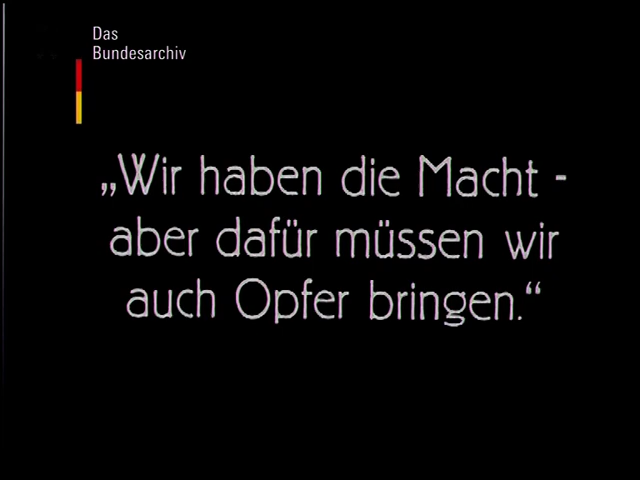 Das
Bundesarchiv
„Wir haben die Macht -
aber dafür müssen wir
auch Opfer bringen.“